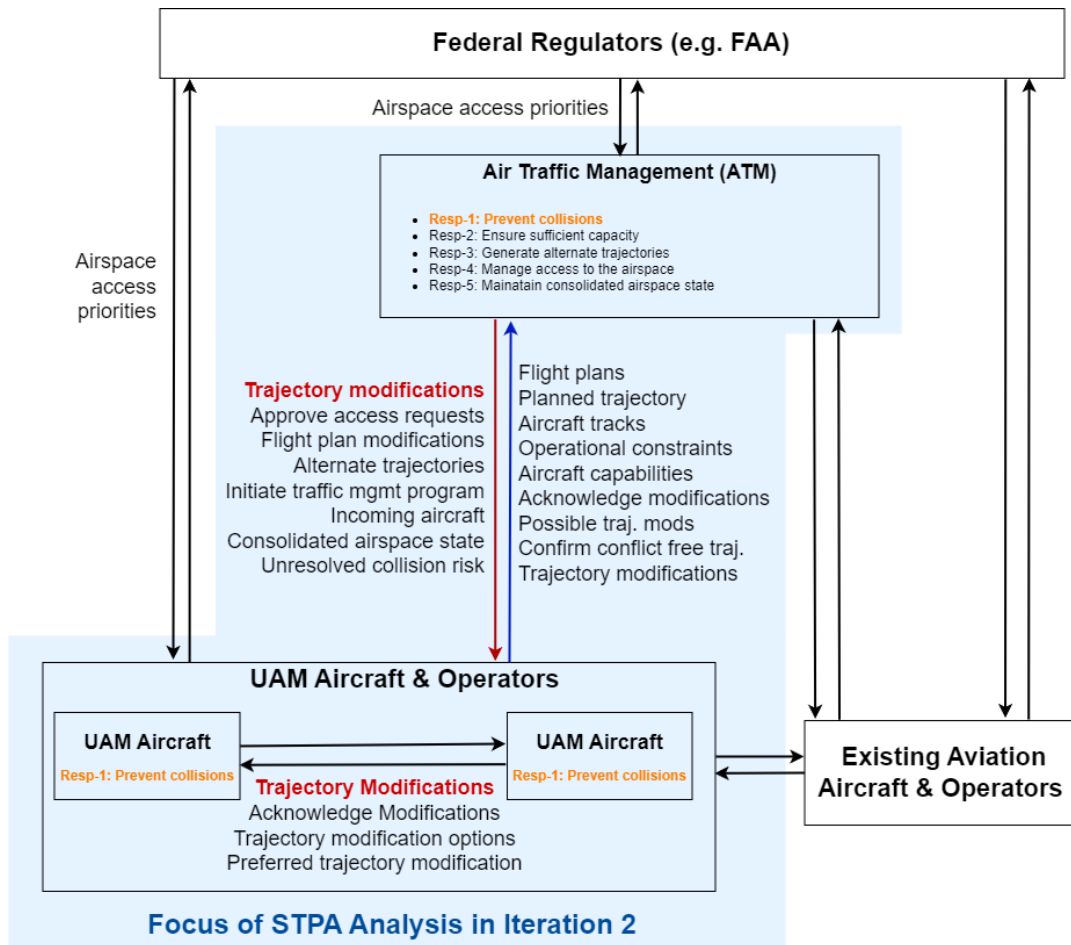 Federal Regulators (e.g. FAA)
Airspace access priorities
Air Traffic Management (ATM)
Resp-1: Prevent collisions
Resp-2: Ensure sufficient capacity
Resp-3: Generate alternate trajectories
Resp-4: Manage access to the airspace
Resp-5: Mainatain consolidated airspace state
Airspace
access
priorities
Trajectory modifications
Approve access requests
Flight plan modifications
Alternate trajectories
Initiate traffic mgmt program
Incoming aircraft
Consolidated airspace state
Unresolved collision risk
Flight plans
Planned trajectory
Aircraft tracks
Operational constraints
Aircraft capabilities
Acknowledge modifications
Possible traj. mods
Confirm conflict free traj.
Trajectory modifications
UAM Aircraft & Operators
UAM Aircraft
Resp-1: Prevent collisions
UAM Aircraft
Resp-1: Prevent collisions
Trajectory Modifications
Acknowledge Modifications
Trajectory modification options
Preferred trajectory modification
Existing Aviation
Aircraft & Operators
Focus of STPA Analysis in Iteration 2